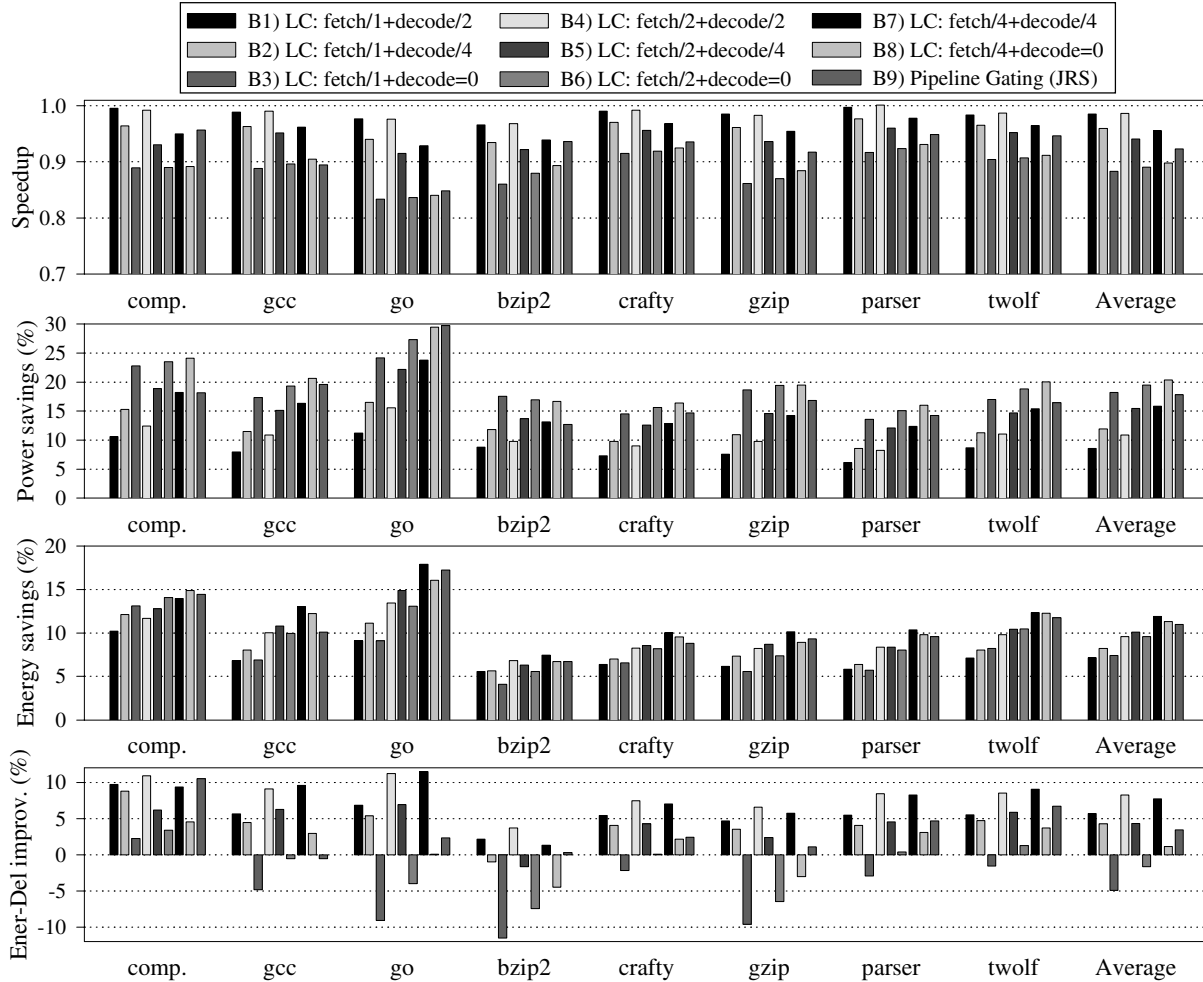 B1) LC: fetch/1+decode/2 B4) LC: fetch/2+decode/2 B7) LC: fetch/4+decode/4
B2) LC: fetch/1+decode/4 B5) LC: fetch/2+decode/4 B8) LC: fetch/4+decode=0
B3) LC: fetch/1+decode=0 B6) LC: fetch/2+decode=0 B9) Pipeline Gating (JRS)
Speedup
1.0
0.9
0.8
0.7
comp. gcc go bzip2 crafty gzip parser twolf Average
Power savings (%)
30
25
20
15
10
5
0
comp. gcc go bzip2 crafty gzip parser twolf Average
Energy savings (%)
20
15
10
5
0
comp. gcc go bzip2 crafty gzip parser twolf Average
Ener-Del improv. (%)
10
5
0
-5
-10
comp. gcc go bzip2 crafty gzip parser twolf Average